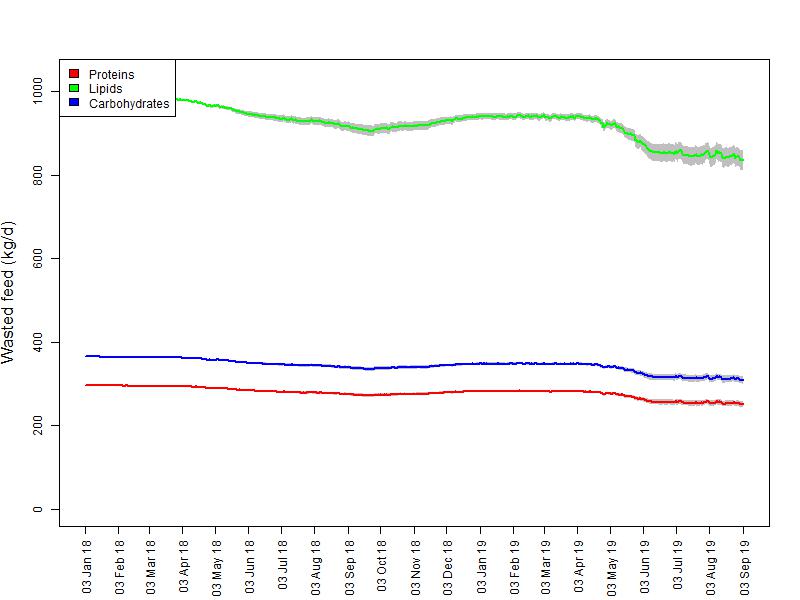 Proteins
Lipids
Carbohydrates
Wasted feed (kg/d)
1000
800
600
400
200
0
03 Jan 18
03 Feb 18
03 Mar 18
03 Apr 18
03 May 18
03 Jun 18
03 Jul 18
03 Aug 18
03 Sep 18
03 Oct 18
03 Nov 18
03 Dec 18
03 Jan 19
03 Feb 19
03 Mar 19
03 Apr 19
03 May 19
03 Jun 19
03 Jul 19
03 Aug 19
03 Sep 19